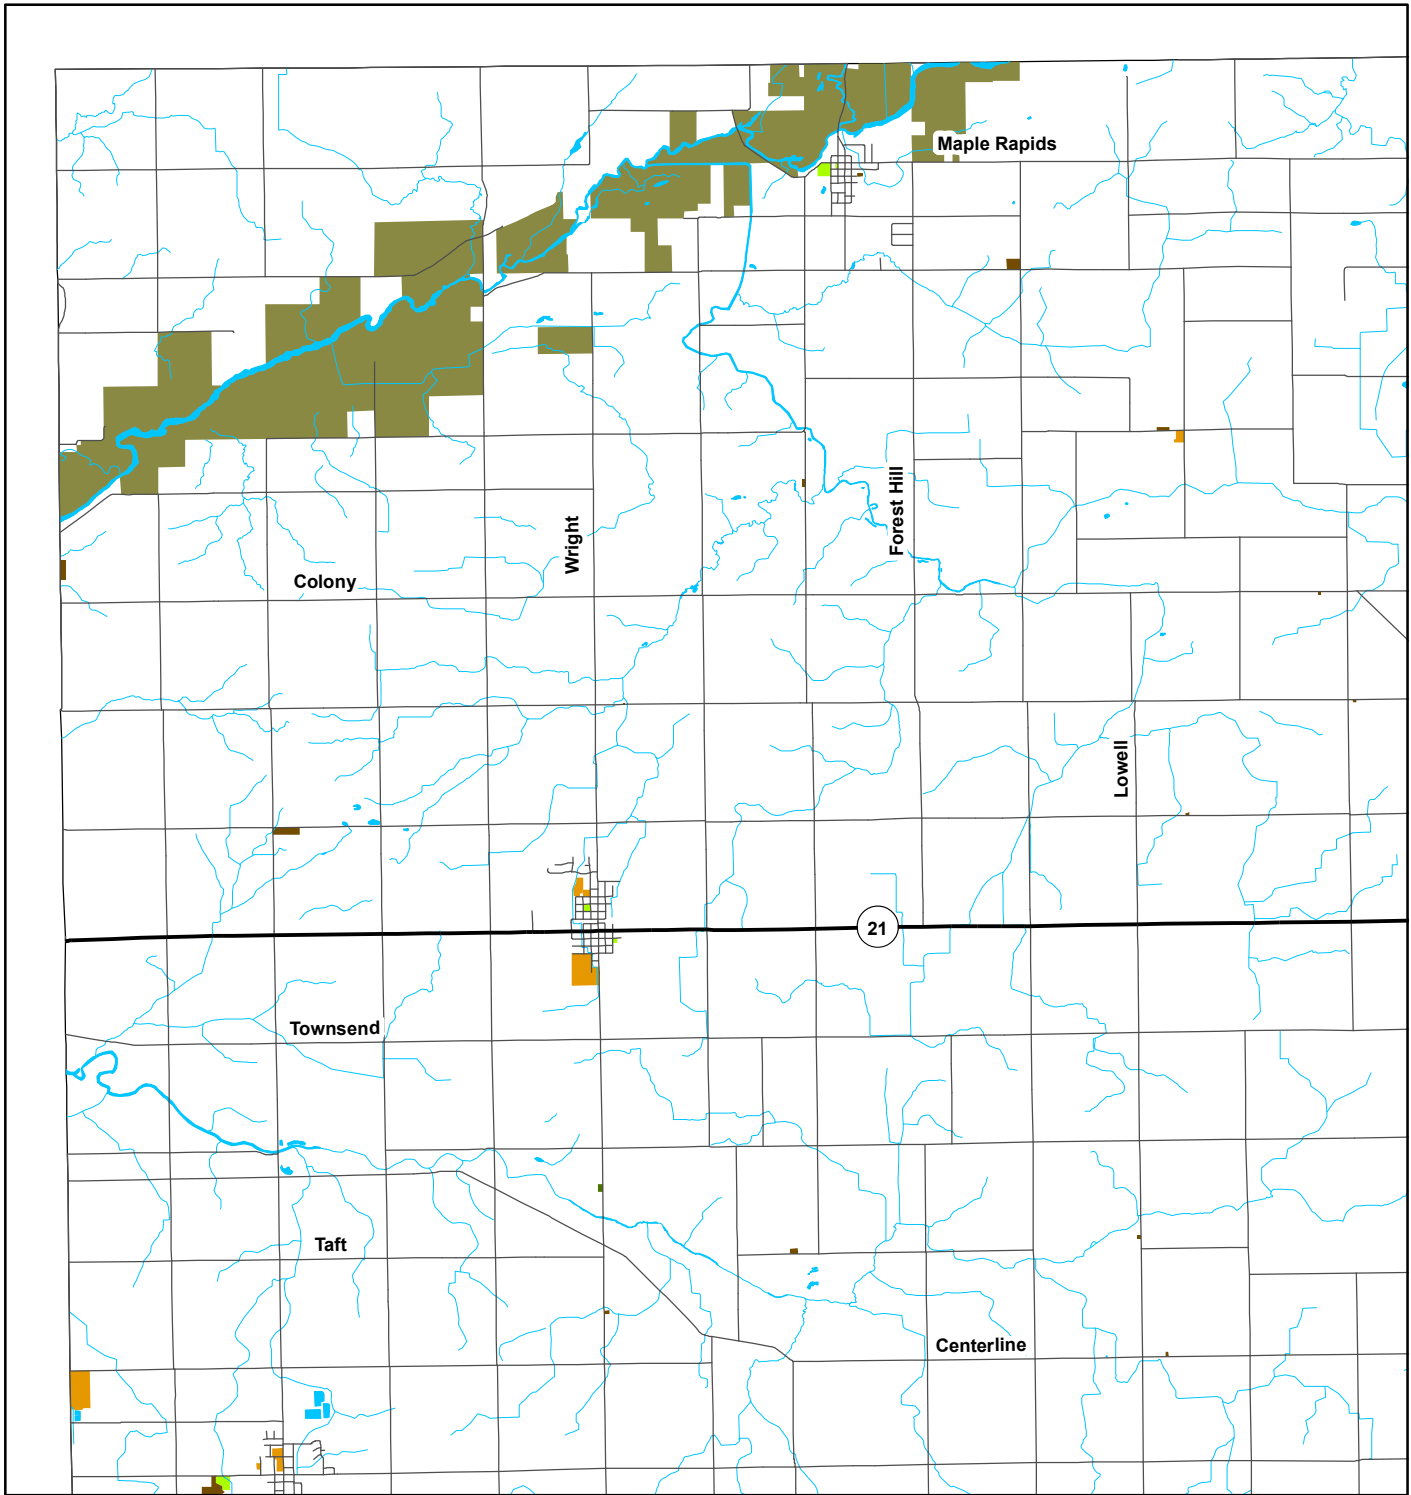 Maple Rapids
Forest Hill
Wright
Colony
Lowell
21
Townsend
Taft
Centerline